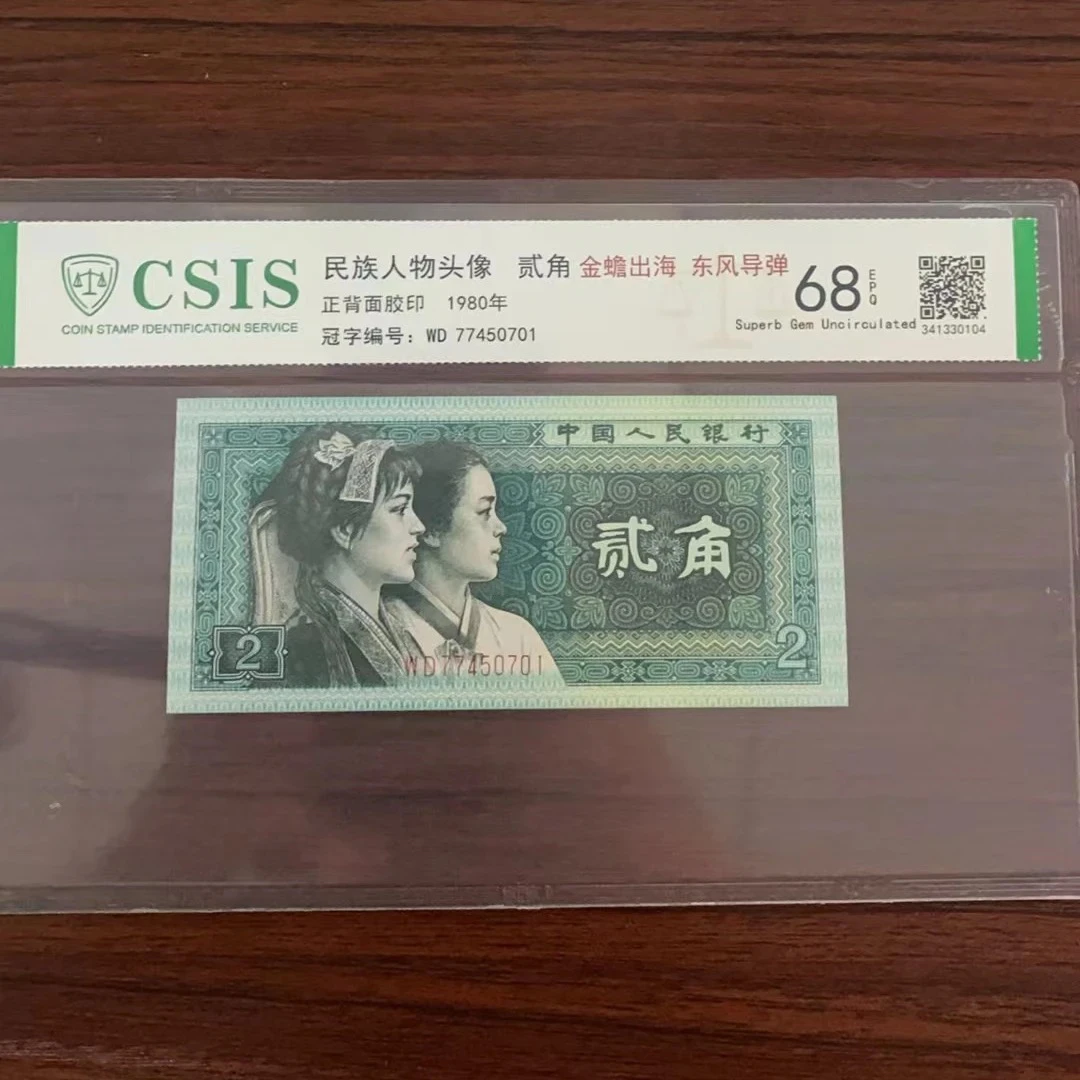 CSIS
COIN STAMP IDENTIFICATION SERVICE
民族人物头像 贰角 金蟾出海 东风导弹
正背面胶印 1980年
冠字编号：WD 77450701
68
EPQ
Superb Gem Uncirculated
341330104
中国人民银行
贰角
2
2
WD77450701